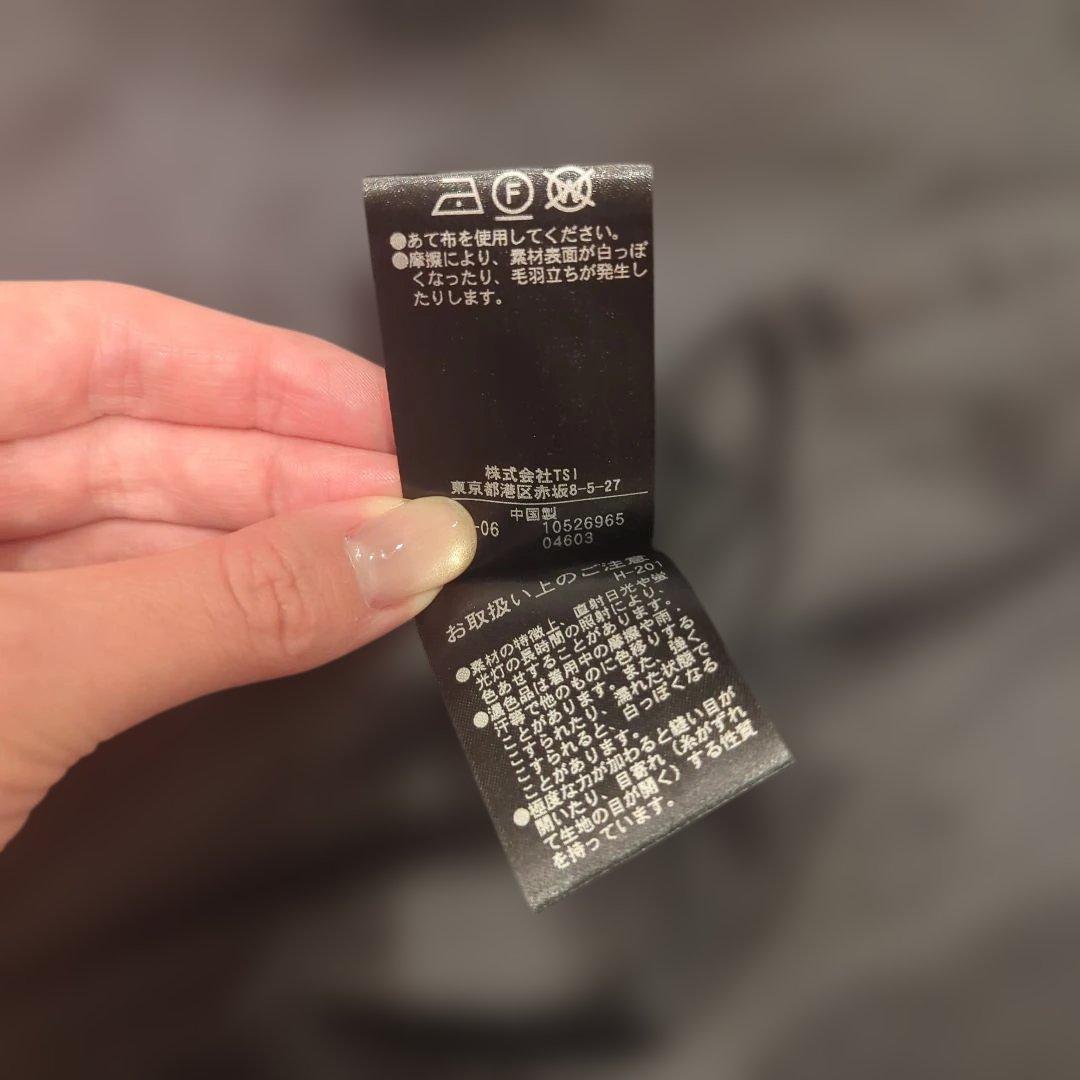 F
W
●あて布を使用してください。
●摩擦により、素材表面が白っぽ
くなったり、毛羽立ちが発生し
たりします。
株式会社TSI
東京都港区赤坂8-5-27
中国製
-06 10526965
04603
お取扱い上のご注意
H-201
●素材の特徴上、直射日光や蛍
光灯の長時間の照射により、
色あせすることがあります。
●濃色品は着用中の摩擦や雨、
汗等で他のものに色移りする
ことがあります。また、強く
こすられたり、濡れた状態で
こすられると、白っぽくな
ことがあります。
●極度な力が加わると縫い目が
開いたり、目寄れ（糸がずれ
て生地の目が開く）する性質
を持っています。